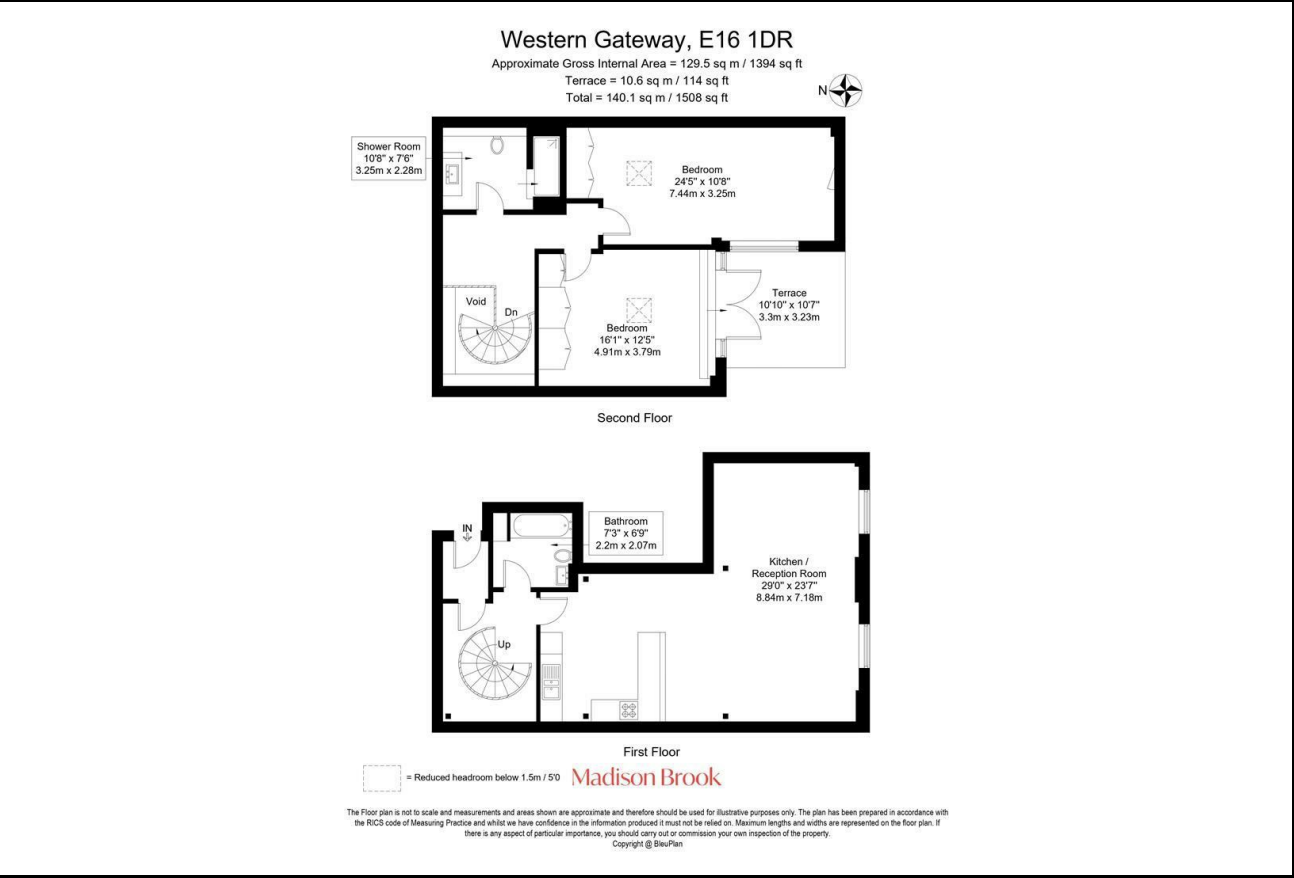 Western Gateway, E16 1DR
Approximate Gross Internal Area = 129.5 sq m / 1394 sq ft
Terrace = 10.6 sq m / 114 sq ft
Total = 140.1 sq m / 1508 sq ft
N
Shower Room
10'8" x 7'6"
3.25m x 2.28m
Bedroom
24'5" x 10'8"
7.44m x 3.25m
Void
Dn
Bedroom
16'1" x 12'5"
4.91m x 3.79m
Terrace
10'10" x 10'7"
3.3m x 3.23m
Second Floor
IN
Bathroom
7'3" x 6'9"
2.2m x 2.07m
Kitchen /
Reception Room
29'0" x 23'7"
8.84m x 7.18m
Up
First Floor
= Reduced headroom below 1.5m / 5'0
Madison Brook
The Floor plan is not to scale and measurements and areas shown are approximate and therefore should be used for illustrative purposes only. The plan has been prepared in accordance with
the RICS code of Measuring Practice and whilst we have confidence in the information produced it must not be relied on. Maximum lengths and widths are represented on the floor plan. If
there is any aspect of particular importance, you should carry out or commission your own inspection of the property.
Copyright @ BleuPlan